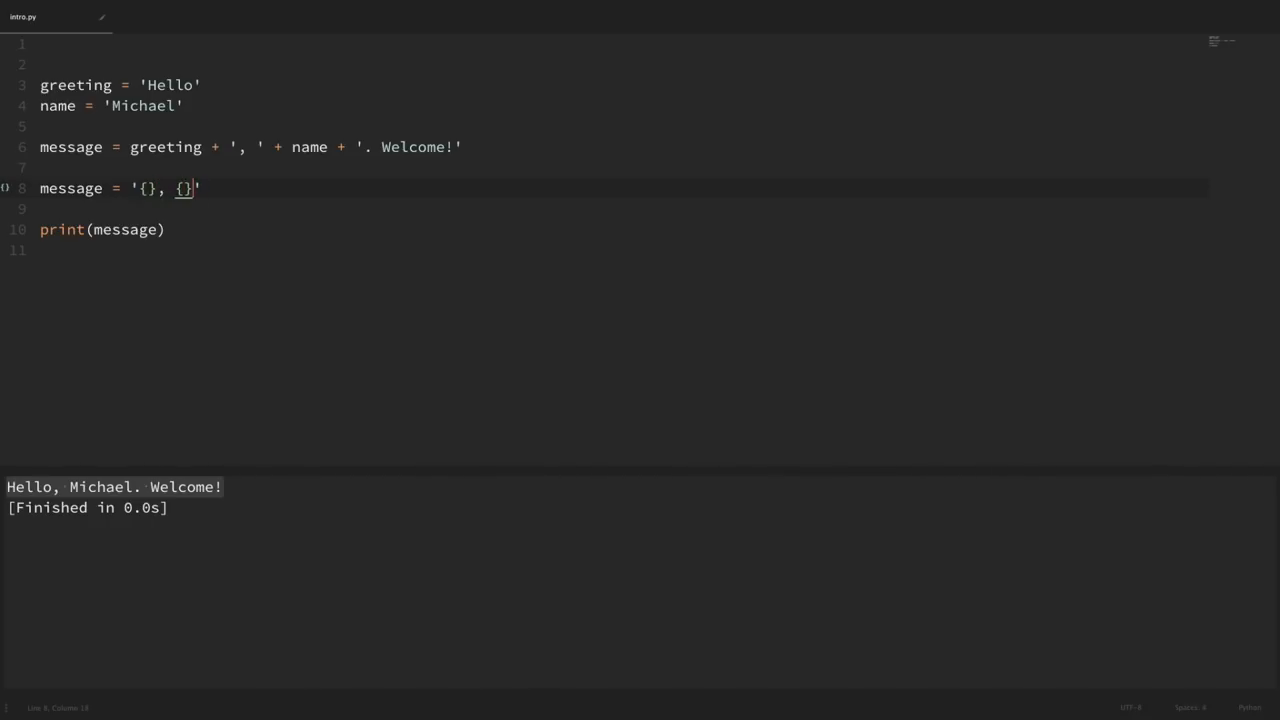 intro.py
1
2
3 greeting = 'Hello'
4 name = 'Michael'
5
6 message = greeting + ', ' + name + '. Welcome!'
7
{} 8 message = '{}, {}'
9
10 print(message)
11
Hello, Michael. Welcome!
[Finished in 0.0s]
Line 8, Column 18 UTF-8 Spaces: 4 Python